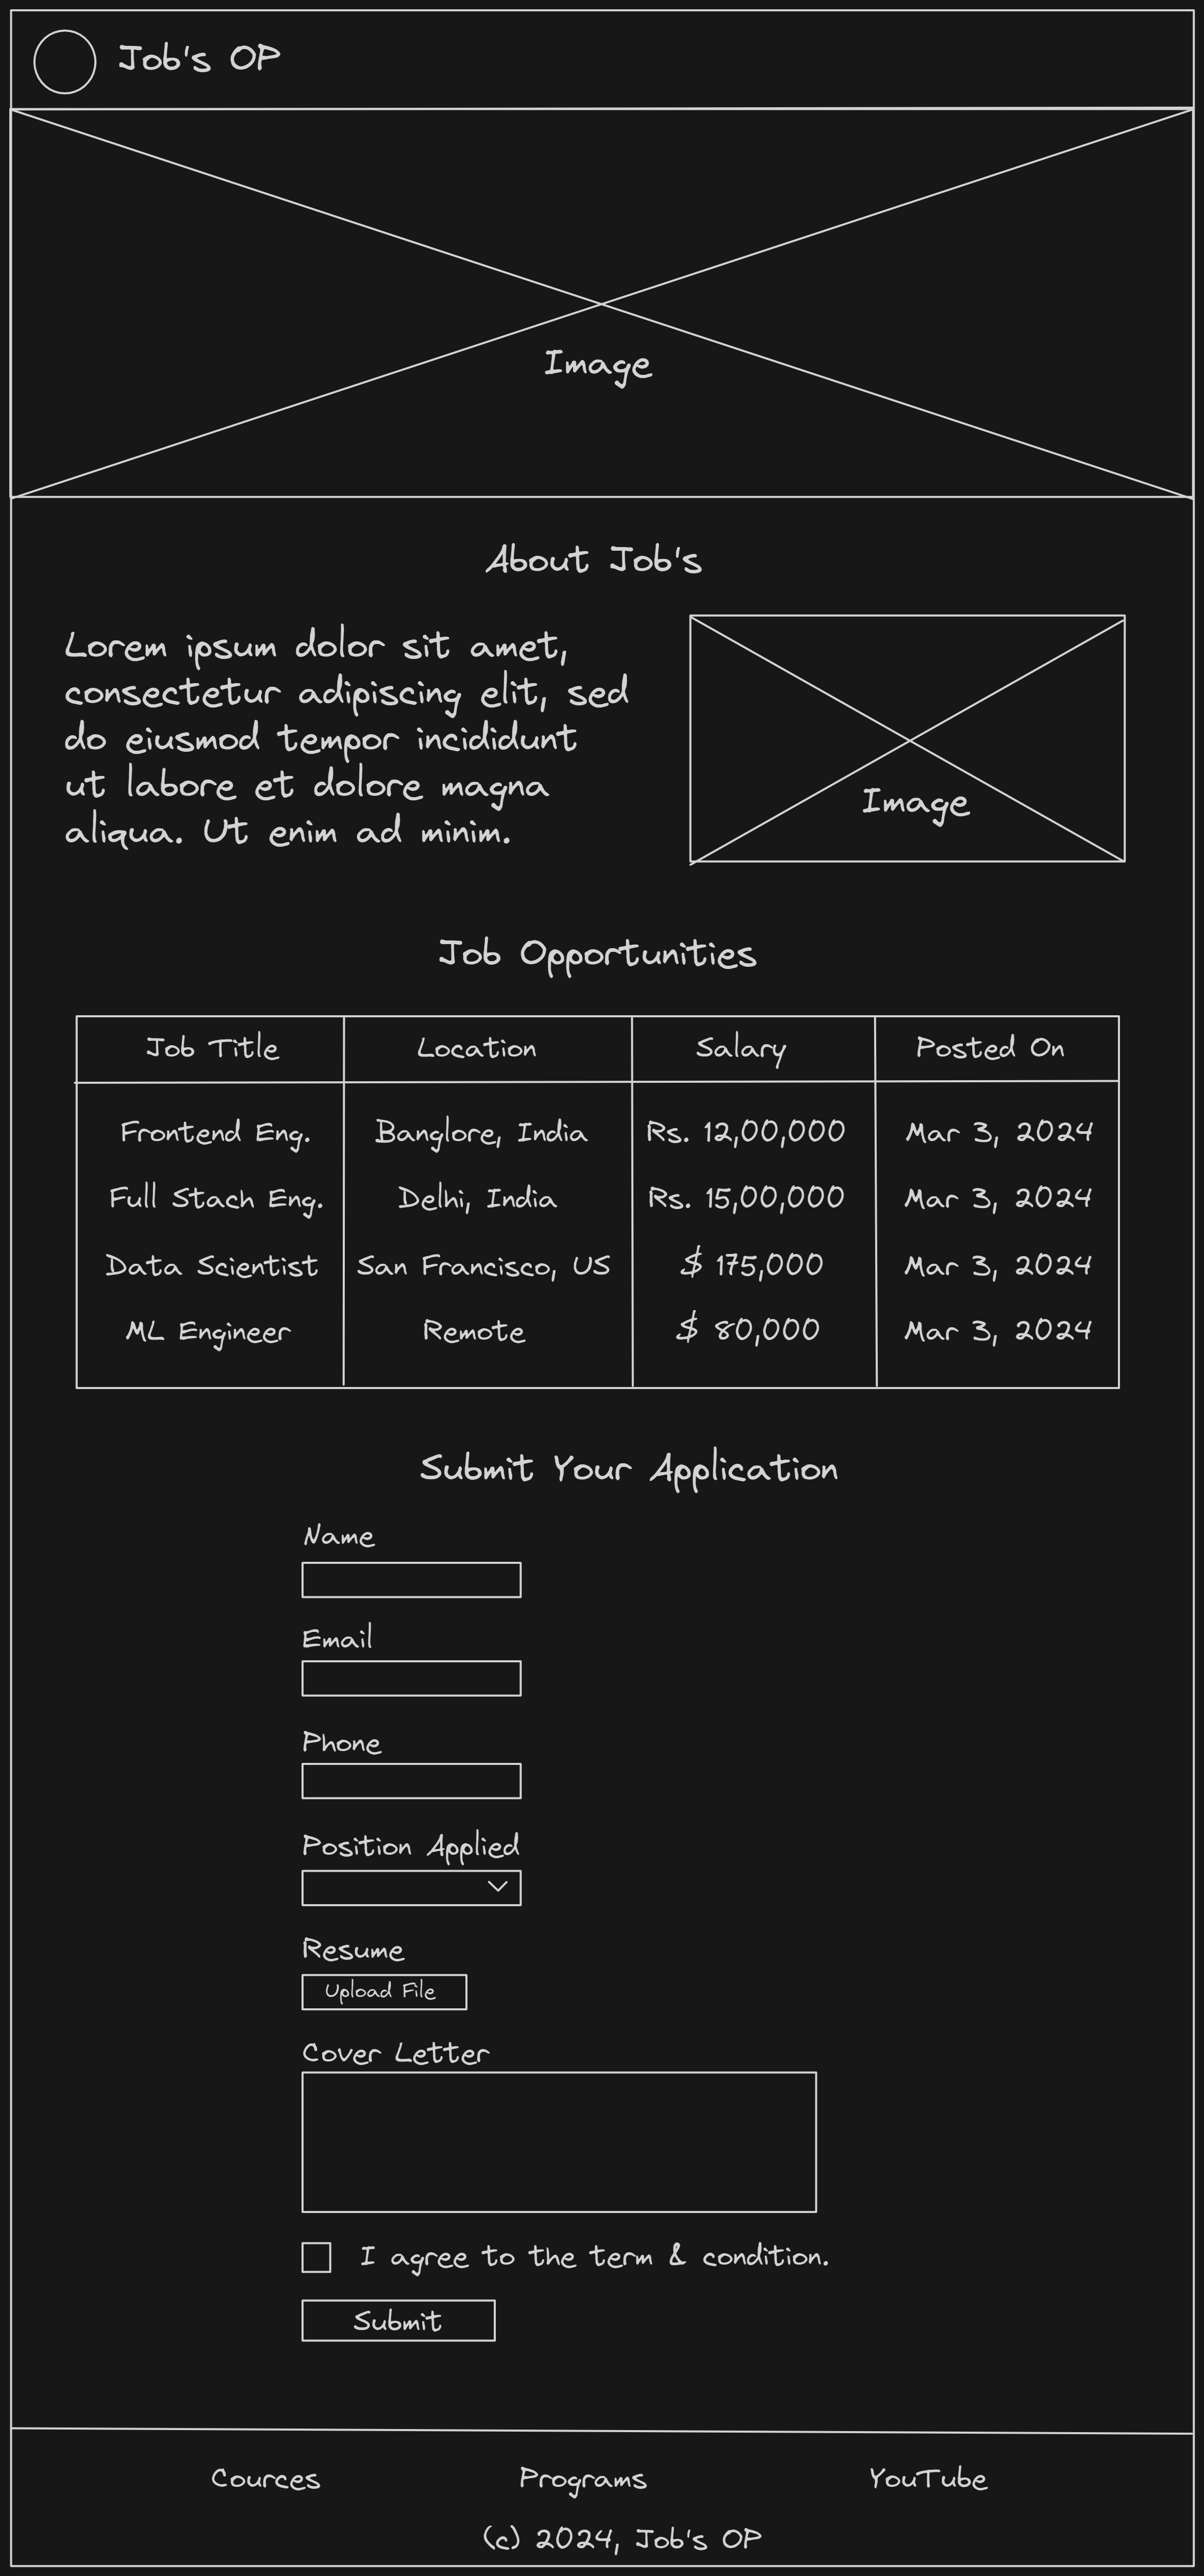 Job's OP
Image
About Job's
Lorem ipsum dolor sit amet,
consectetur adipiscing elit, sed
do eiusmod tempor incididunt
ut labore et dolore magna
aliqua. Ut enim ad minim.
Image
Job Opportunities
Job Title Location Salary Posted On
Frontend Eng. Banglore, India Rs. 12,00,000 Mar 3, 2024
Full Stach Eng. Delhi, India Rs. 15,00,000 Mar 3, 2024
Data Scientist San Francisco, US $ 175,000 Mar 3, 2024
ML Engineer Remote $ 80,000 Mar 3, 2024
Submit Your Application
Name
Email
Phone
Position Applied
Resume
Upload File
Cover Letter
I agree to the term & condition.
Submit
Cources Programs YouTube
(c) 2024, Job's OP